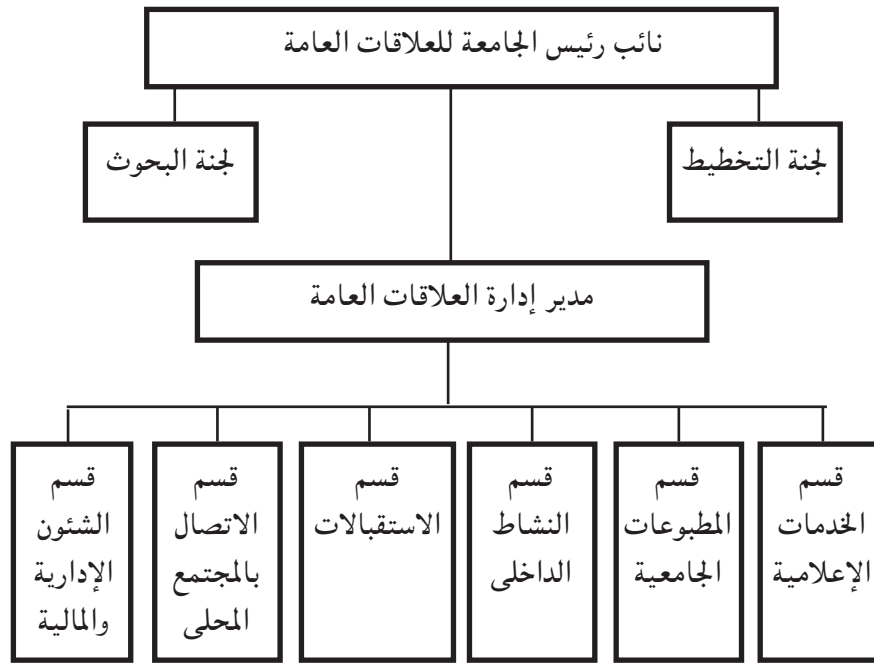 نائب رئيس الجامعة للعلاقات العامة
لجنة التخطيط
لجنة البحوث
مدير إدارة العلاقات العامة
قسم
الخدمات
الإعلامية
قسم
المطبوعات
الجامعية
قسم
النشاط
الداخلى
قسم
الاستقبالات
قسم
الاتصال
بالمجتمع
المحلى
قسم
الشئون
الإدارية
والمالية